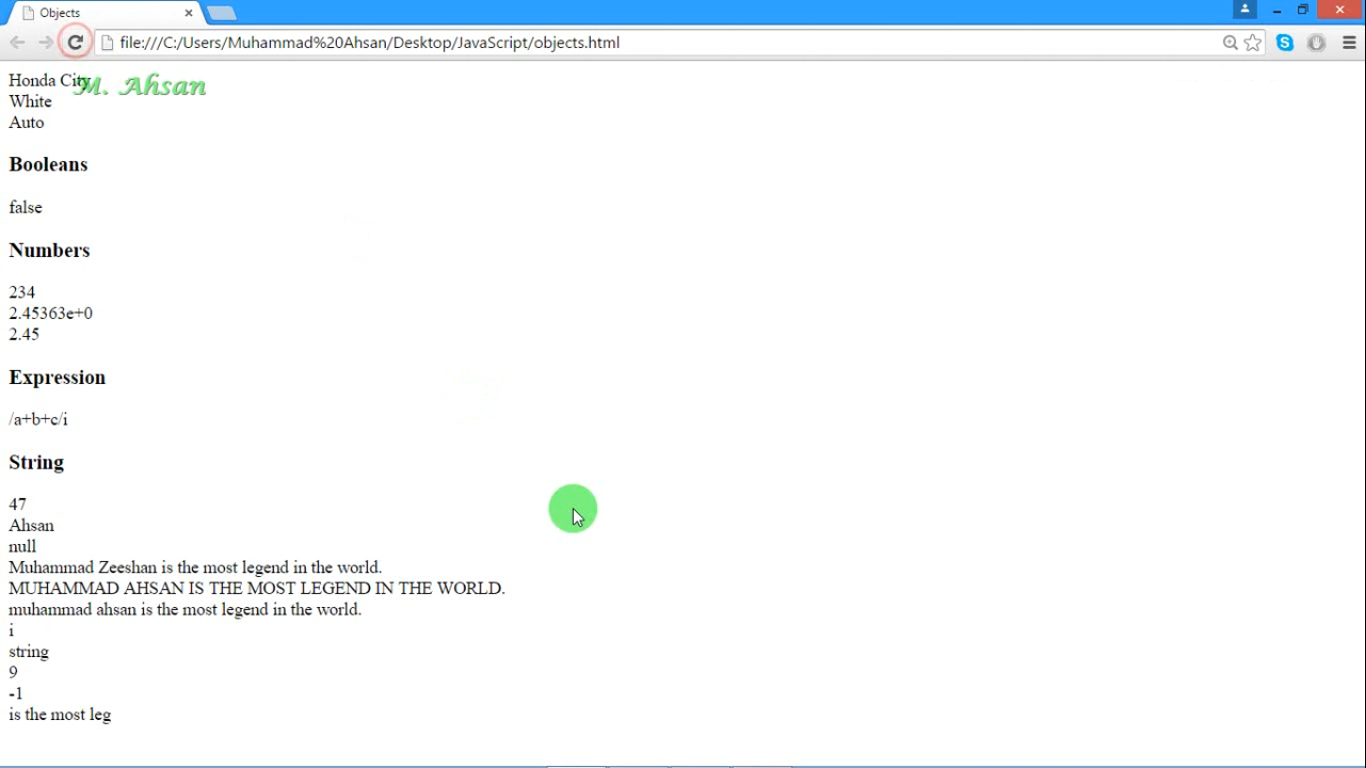 Objects
file:///C:/Users/Muhammad%20Ahsan/Desktop/JavaScript/objects.html
Honda City
M. Ahsan
White
Auto
Booleans
false
Numbers
234
2.45363e+0
2.45
Expression
/a+b+c/i
String
47
Ahsan
null
Muhammad Zeeshan is the most legend in the world.
MUHAMMAD AHSAN IS THE MOST LEGEND IN THE WORLD.
muhammad ahsan is the most legend in the world.
i
string
9
-1
is the most leg